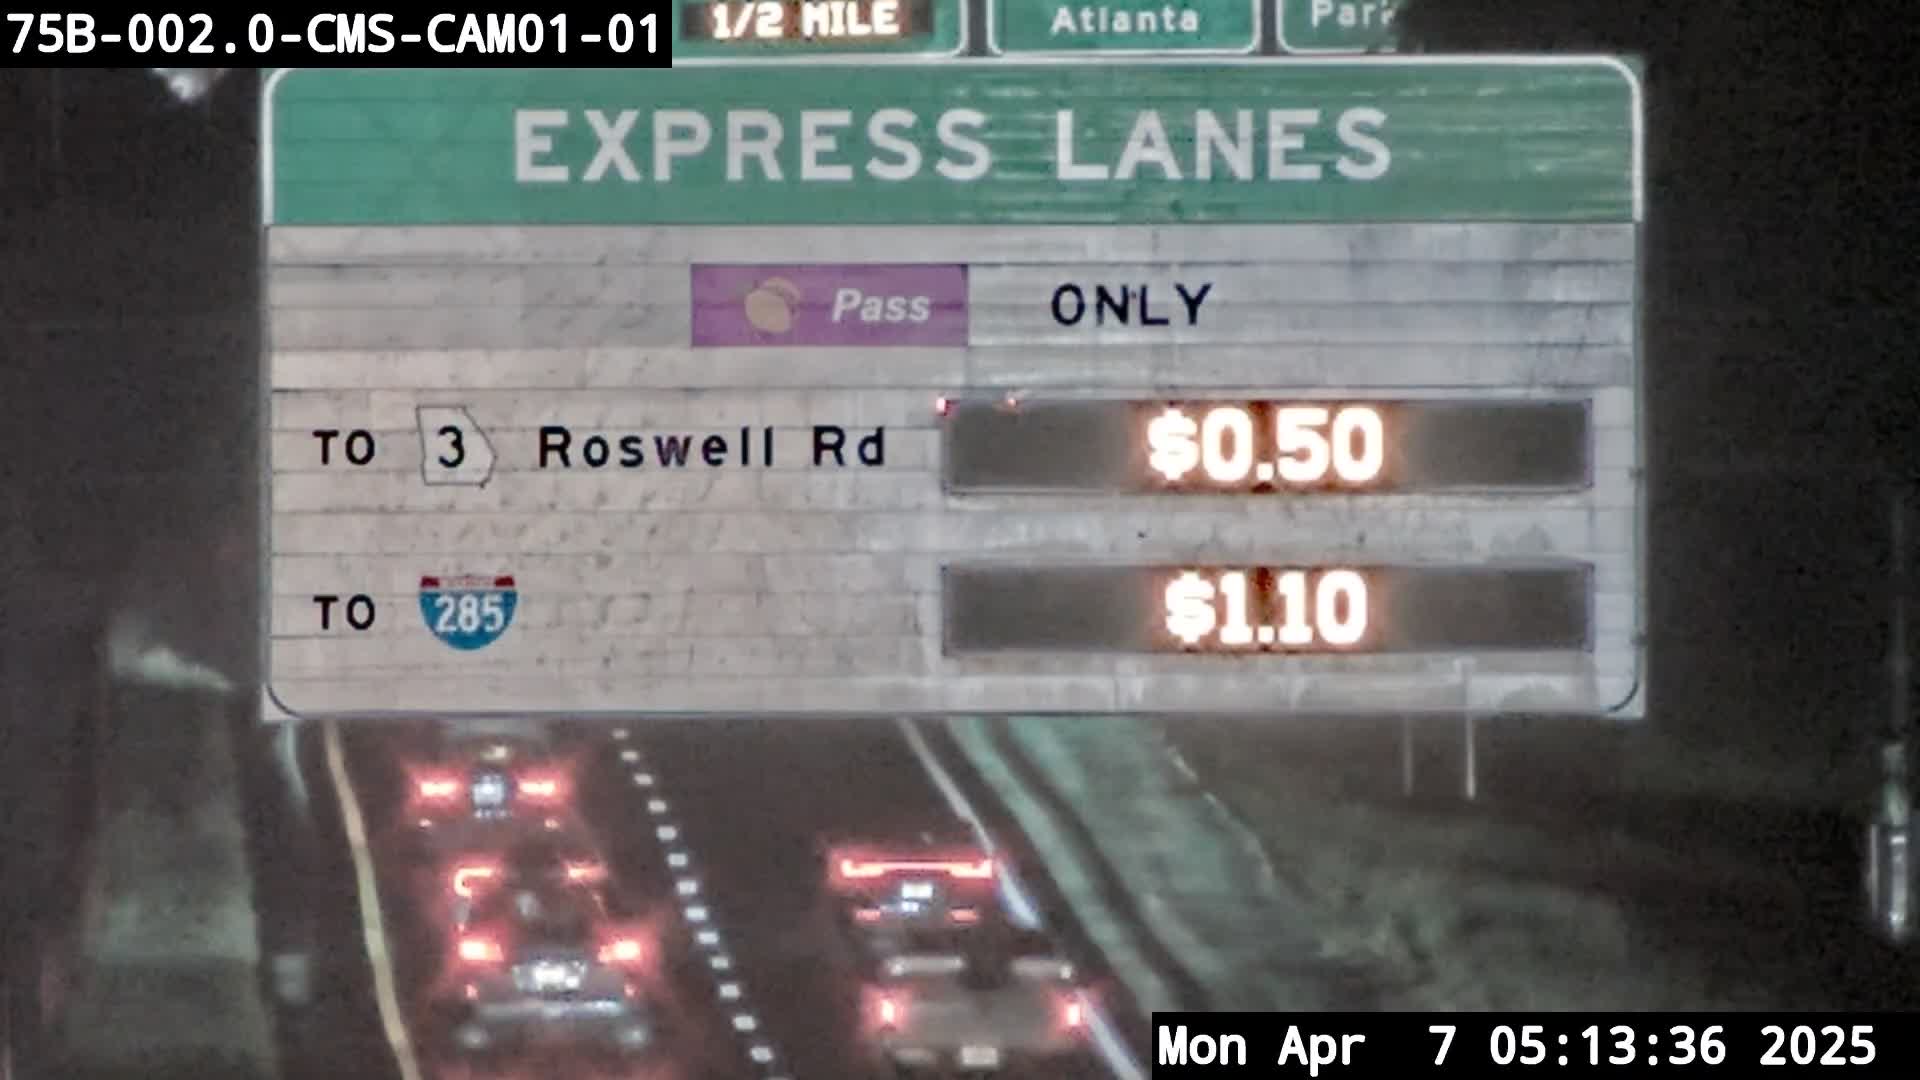 75B-002.0-CMS-CAM01-01
1/2 MILE
Atlanta
EXPRESS LANES
Pass ONLY
TO 3 Roswell Rd $0.50
TO 285 $1.10
Mon Apr 7 05:13:36 2025